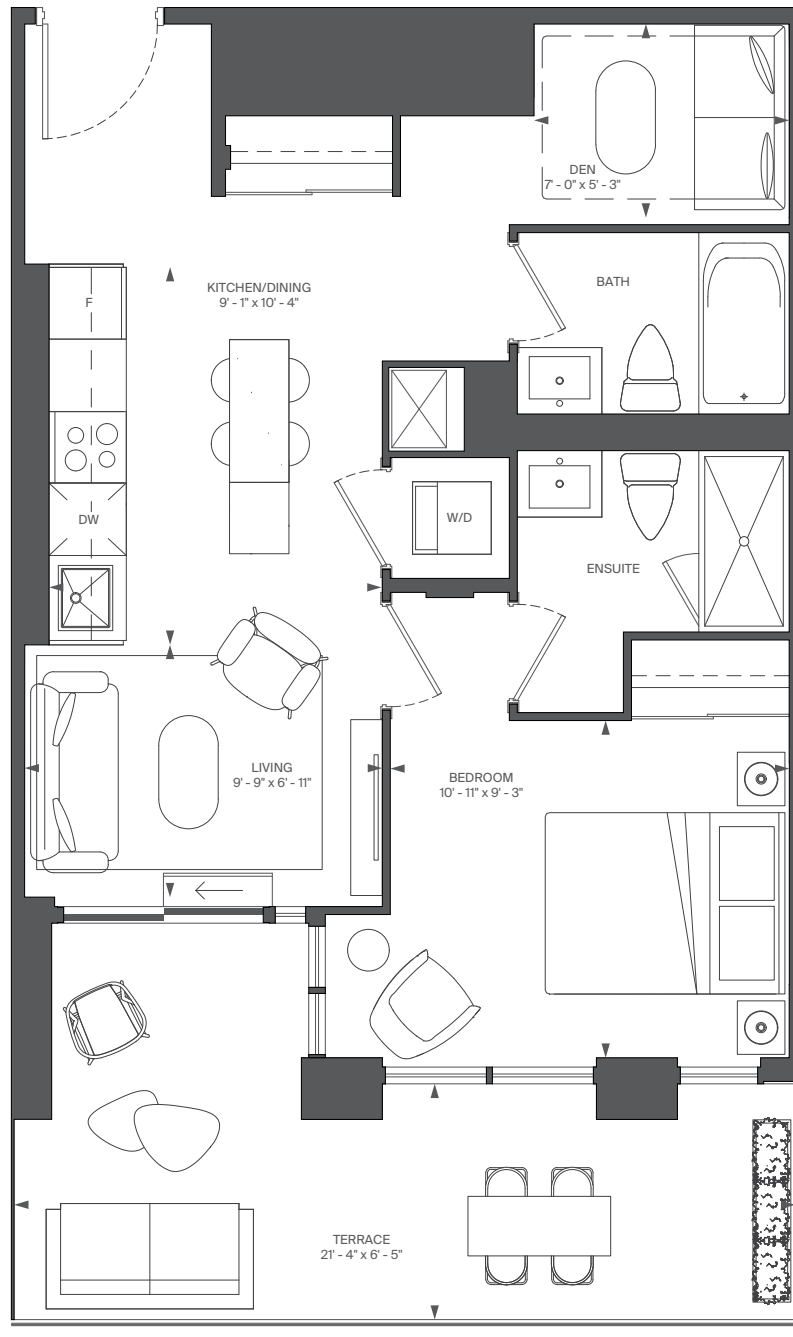 DEN
7' - 0" x 5' - 3"
BATH
KITCHEN/DINING
9' - 1" x 10' - 4"
F
DW
W/D
ENSUITE
LIVING
9' - 9" x 6' - 11"
BEDROOM
10' - 11" x 9' - 3"
TERRACE
21' - 4" x 6' - 5"